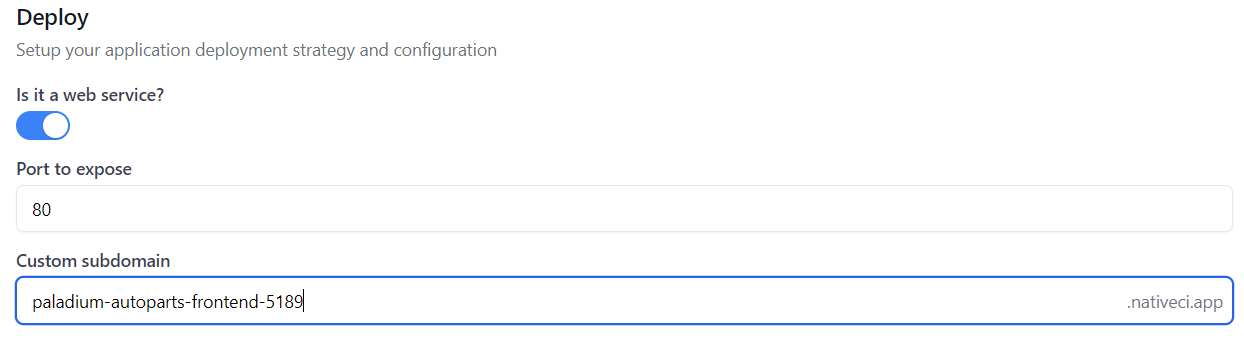 Deploy
Setup your application deployment strategy and configuration
Is it a web service?
Port to expose
80
Custom subdomain
paladium-autoparts-frontend-5189 .nativeci.app